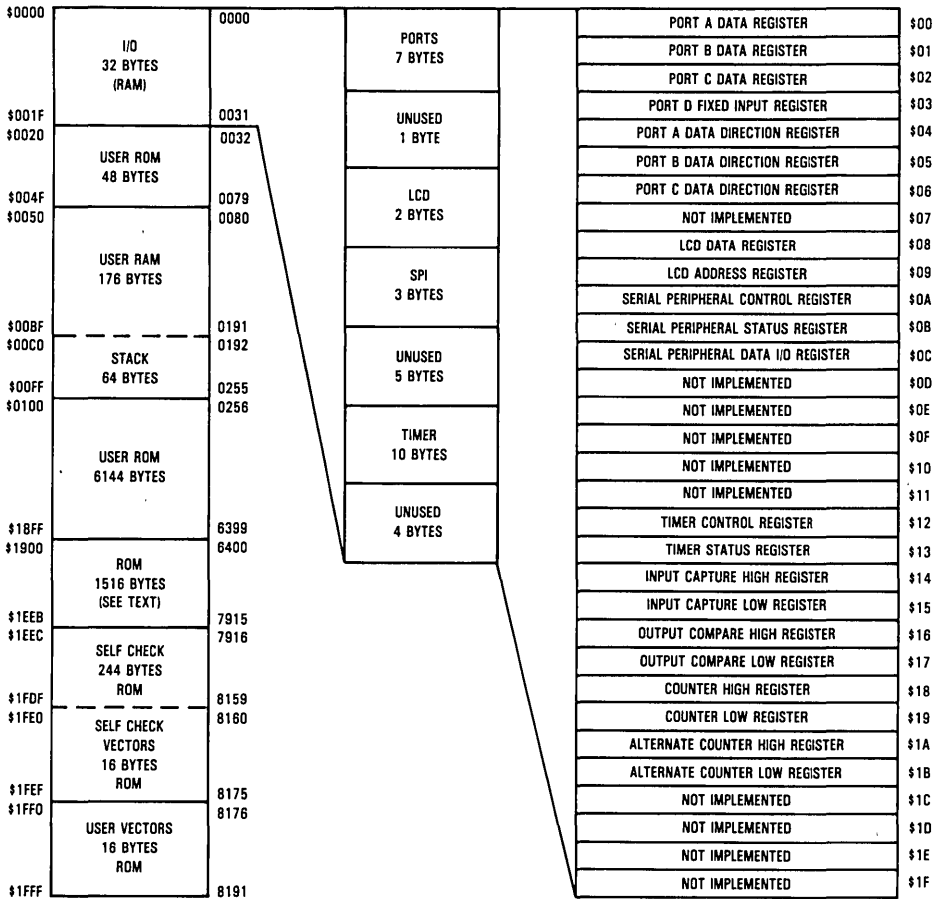 $0000
0000
I/O
32 BYTES
(RAM)
$001F
0031
$0020
0032
USER ROM
48 BYTES
$004F
0079
$0050
0080
USER RAM
176 BYTES
$00BF
0191
$00C0
0192
STACK
64 BYTES
$00FF
0255
$0100
0256
USER ROM
6144 BYTES
$18FF
6399
$1900
6400
ROM
1516 BYTES
(SEE TEXT)
$1EEB
7915
$1EEC
7916
SELF CHECK
244 BYTES
ROM
$1FDF
8159
$1FE0
8160
SELF CHECK
VECTORS
16 BYTES
ROM
$1FEF
8175
$1FF0
8176
USER VECTORS
16 BYTES
ROM
$1FFF
8191
PORTS
7 BYTES
UNUSED
1 BYTE
LCD
2 BYTES
SPI
3 BYTES
UNUSED
5 BYTES
TIMER
10 BYTES
UNUSED
4 BYTES
PORT A DATA REGISTER $00
PORT B DATA REGISTER $01
PORT C DATA REGISTER $02
PORT D FIXED INPUT REGISTER $03
PORT A DATA DIRECTION REGISTER $04
PORT B DATA DIRECTION REGISTER $05
PORT C DATA DIRECTION REGISTER $06
NOT IMPLEMENTED $07
LCD DATA REGISTER $08
LCD ADDRESS REGISTER $09
SERIAL PERIPHERAL CONTROL REGISTER $0A
SERIAL PERIPHERAL STATUS REGISTER $0B
SERIAL PERIPHERAL DATA I/O REGISTER $0C
NOT IMPLEMENTED $0D
NOT IMPLEMENTED $0E
NOT IMPLEMENTED $0F
NOT IMPLEMENTED $10
NOT IMPLEMENTED $11
TIMER CONTROL REGISTER $12
TIMER STATUS REGISTER $13
INPUT CAPTURE HIGH REGISTER $14
INPUT CAPTURE LOW REGISTER $15
OUTPUT COMPARE HIGH REGISTER $16
OUTPUT COMPARE LOW REGISTER $17
COUNTER HIGH REGISTER $18
COUNTER LOW REGISTER $19
ALTERNATE COUNTER HIGH REGISTER $1A
ALTERNATE COUNTER LOW REGISTER $1B
NOT IMPLEMENTED $1C
NOT IMPLEMENTED $1D
NOT IMPLEMENTED $1E
NOT IMPLEMENTED $1F